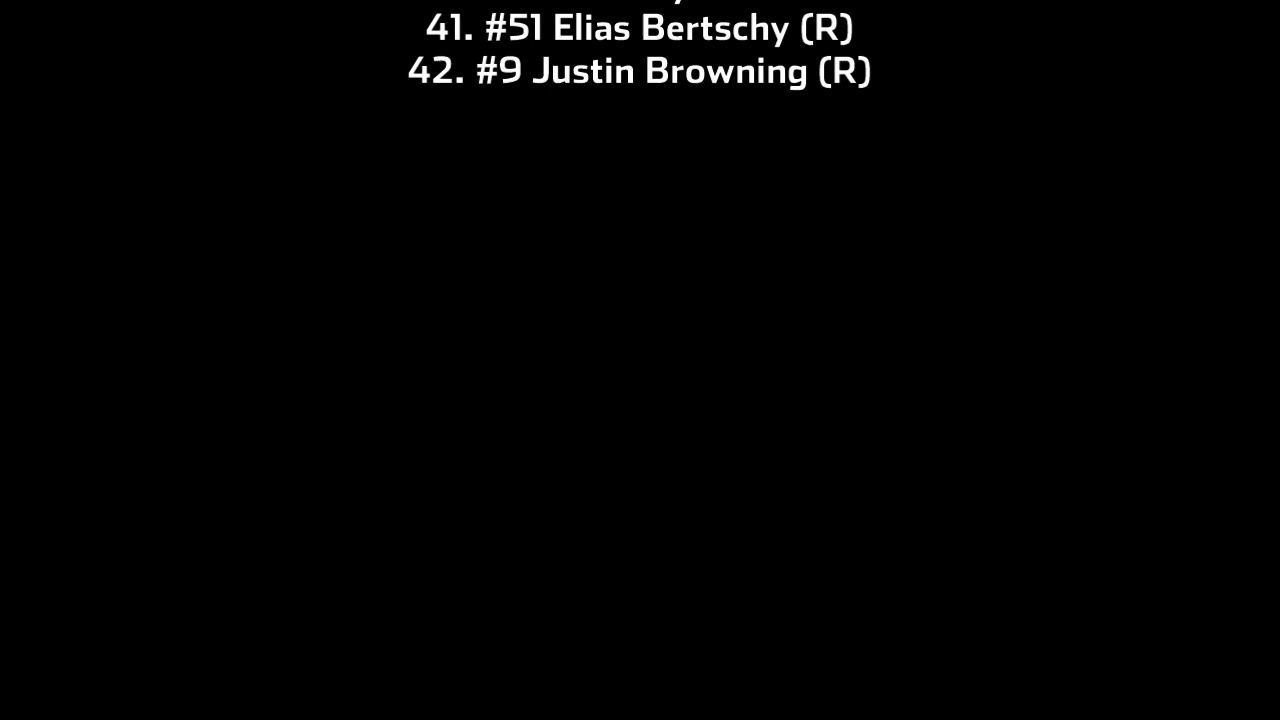 41. #51 Elias Bertschy (R)
42. #9 Justin Browning (R)